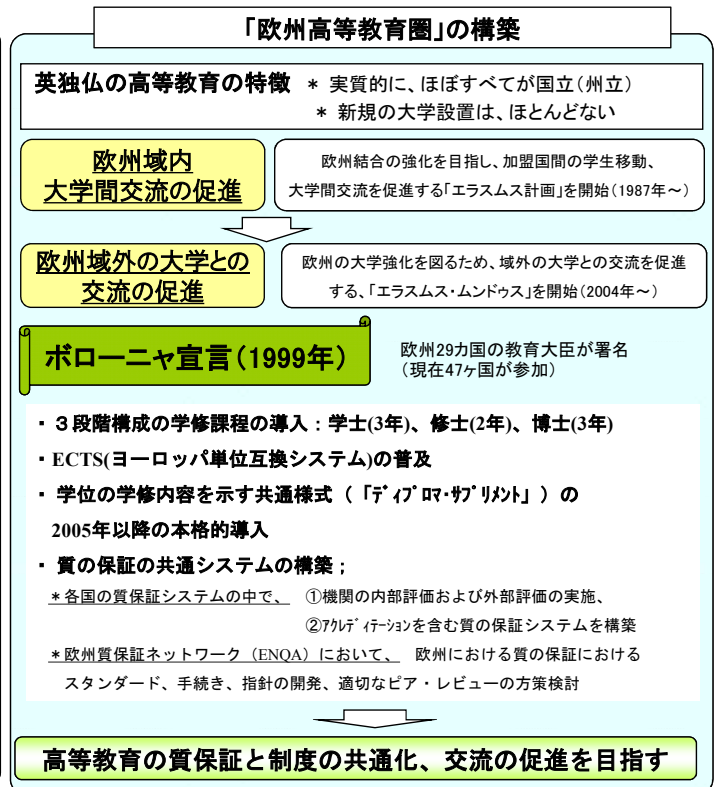 「欧州高等教育圏」の構築
英独仏の高等教育の特徴 * 実質的に、ほぼすべてが国立(州立)
* 新規の大学設置は、ほとんどない
欧州域内
大学間交流の促進
欧州結合の強化を目指し、加盟国間の学生移動、
大学間交流を促進する「エラスムス計画」を開始(1987年~)
欧州域外の大学との
交流の促進
欧州の大学強化を図るため、域外の大学との交流を促進
する、「エラスムス・ムンドゥス」を開始(2004年~)
ボローニャ宣言(1999年)
欧州29カ国の教育大臣が署名
(現在47ヶ国が参加)
・3段階構成の学修課程の導入:学士(3年)、修士(2年)、博士(3年)
・ECTS(ヨーロッパ単位互換システム)の普及
・学位の学修内容を示す共通様式(「ディプロマ・サプリメント」)の
2005年以降の本格的導入
・質の保証の共通システムの構築;
*各国の質保証システムの中で、 ①機関の内部評価および外部評価の実施、
②アクレディテーションを含む質の保証システムを構築
*欧州質保証ネットワーク(ENQA)において、 欧州における質の保証における
スタンダード、手続き、指針の開発、適切なピア・レビューの方策検討
高等教育の質保証と制度の共通化、交流の促進を目指す